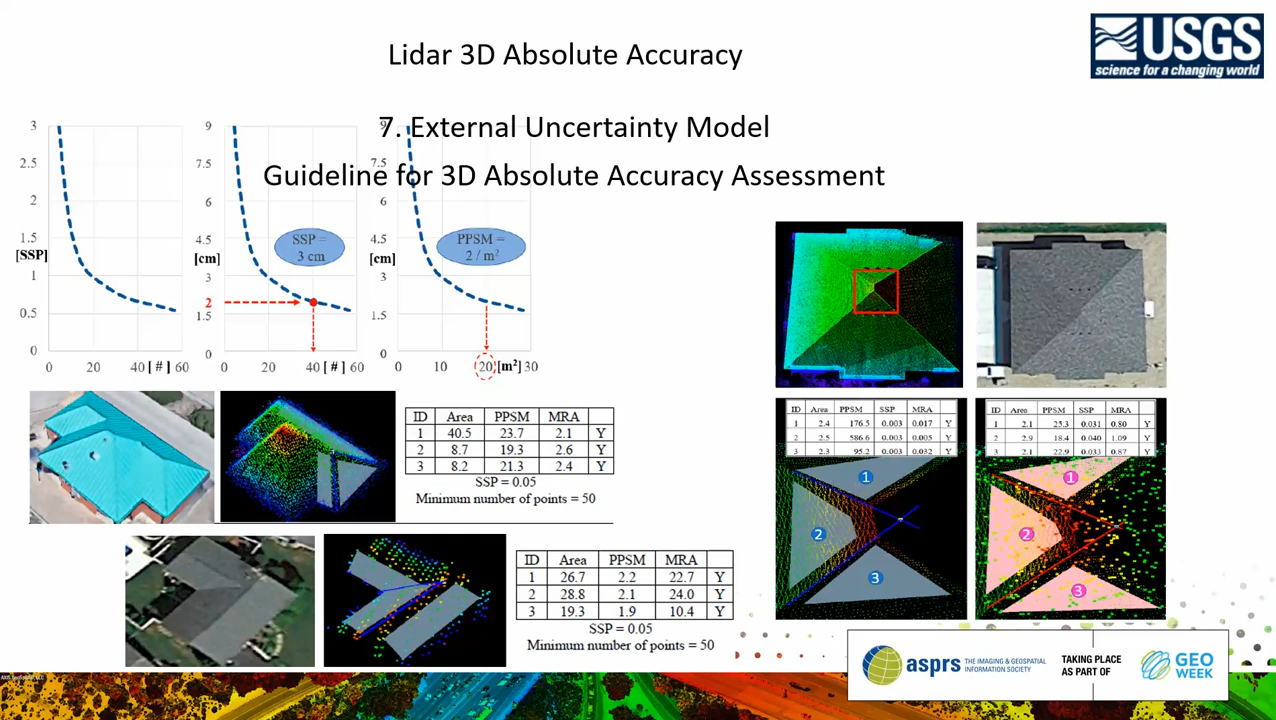 Lidar 3D Absolute Accuracy
USGS
science for a changing world
7. External Uncertainty Model
Guideline for 3D Absolute Accuracy Assessment
3
2.5
2
1.5
[SSP]
1
0.5
0
0 20 40 [ # ] 60
9
7.5
6
4.5
[cm]
3
2
1.5
0
SSP =
3 cm
0 20 40 [ # ] 60
9
7.5
6
4.5
[cm]
3
1.5
0
PPSM =
2 / m²
0 10 20 [m²] 30
ID Area PPSM MRA
1 40.5 23.7 2.1 Y
2 8.7 19.3 2.6 Y
3 8.2 21.3 2.4 Y
SSP = 0.05
Minimum number of points = 50
ID Area PPSM MRA
1 26.7 2.2 22.7 Y
2 28.8 2.1 24.0 Y
3 19.3 1.9 10.4 Y
SSP = 0.05
Minimum number of points = 50
ID Area PPSM SSP MRA
1 2.4 176.5 0.003 0.017 Y
2 2.5 586.6 0.003 0.005 Y
3 2.3 95.2 0.003 0.032 Y
1
2
3
ID Area PPSM SSP MRA
1 2.1 25.3 0.031 0.80 Y
2 2.9 18.4 0.040 1.09 Y
3 2.1 22.9 0.033 0.87 Y
1
2
3
asprs THE IMAGING & GEOSPATIAL
INFORMATION SOCIETY
TAKING PLACE
AS PART OF
GEO
WEEK